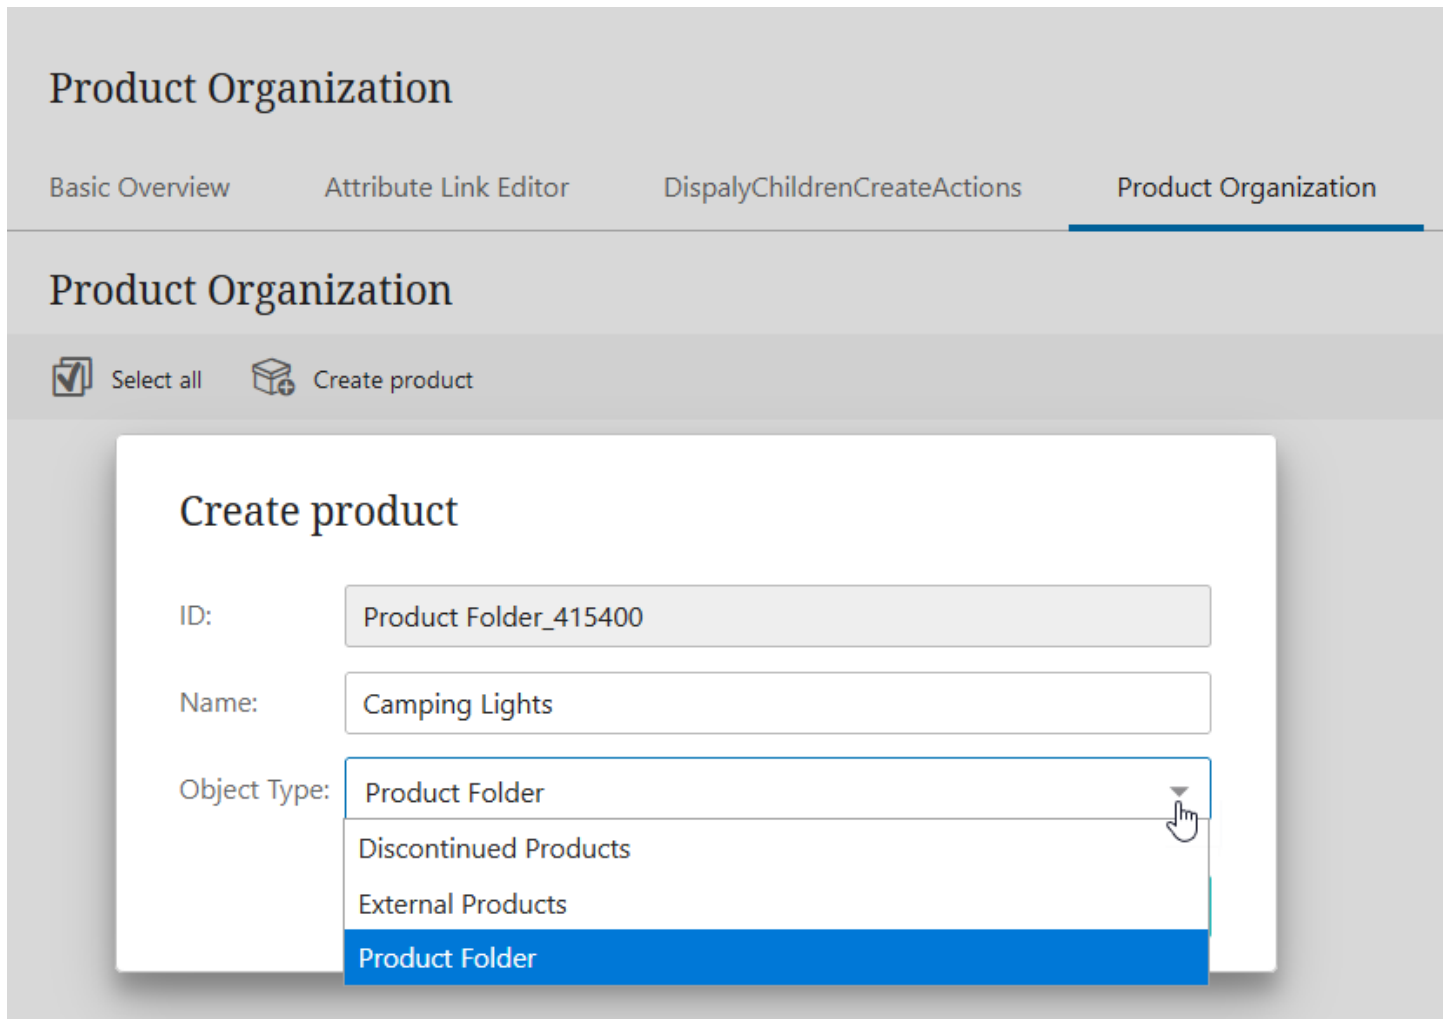 Product Organization
Basic Overview Attribute Link Editor DispalyChildrenCreateActions Product Organization
Product Organization
Select all Create product
Create product
ID: Product Folder_415400
Name: Camping Lights
Object Type: Product Folder
Discontinued Products
External Products
Product Folder